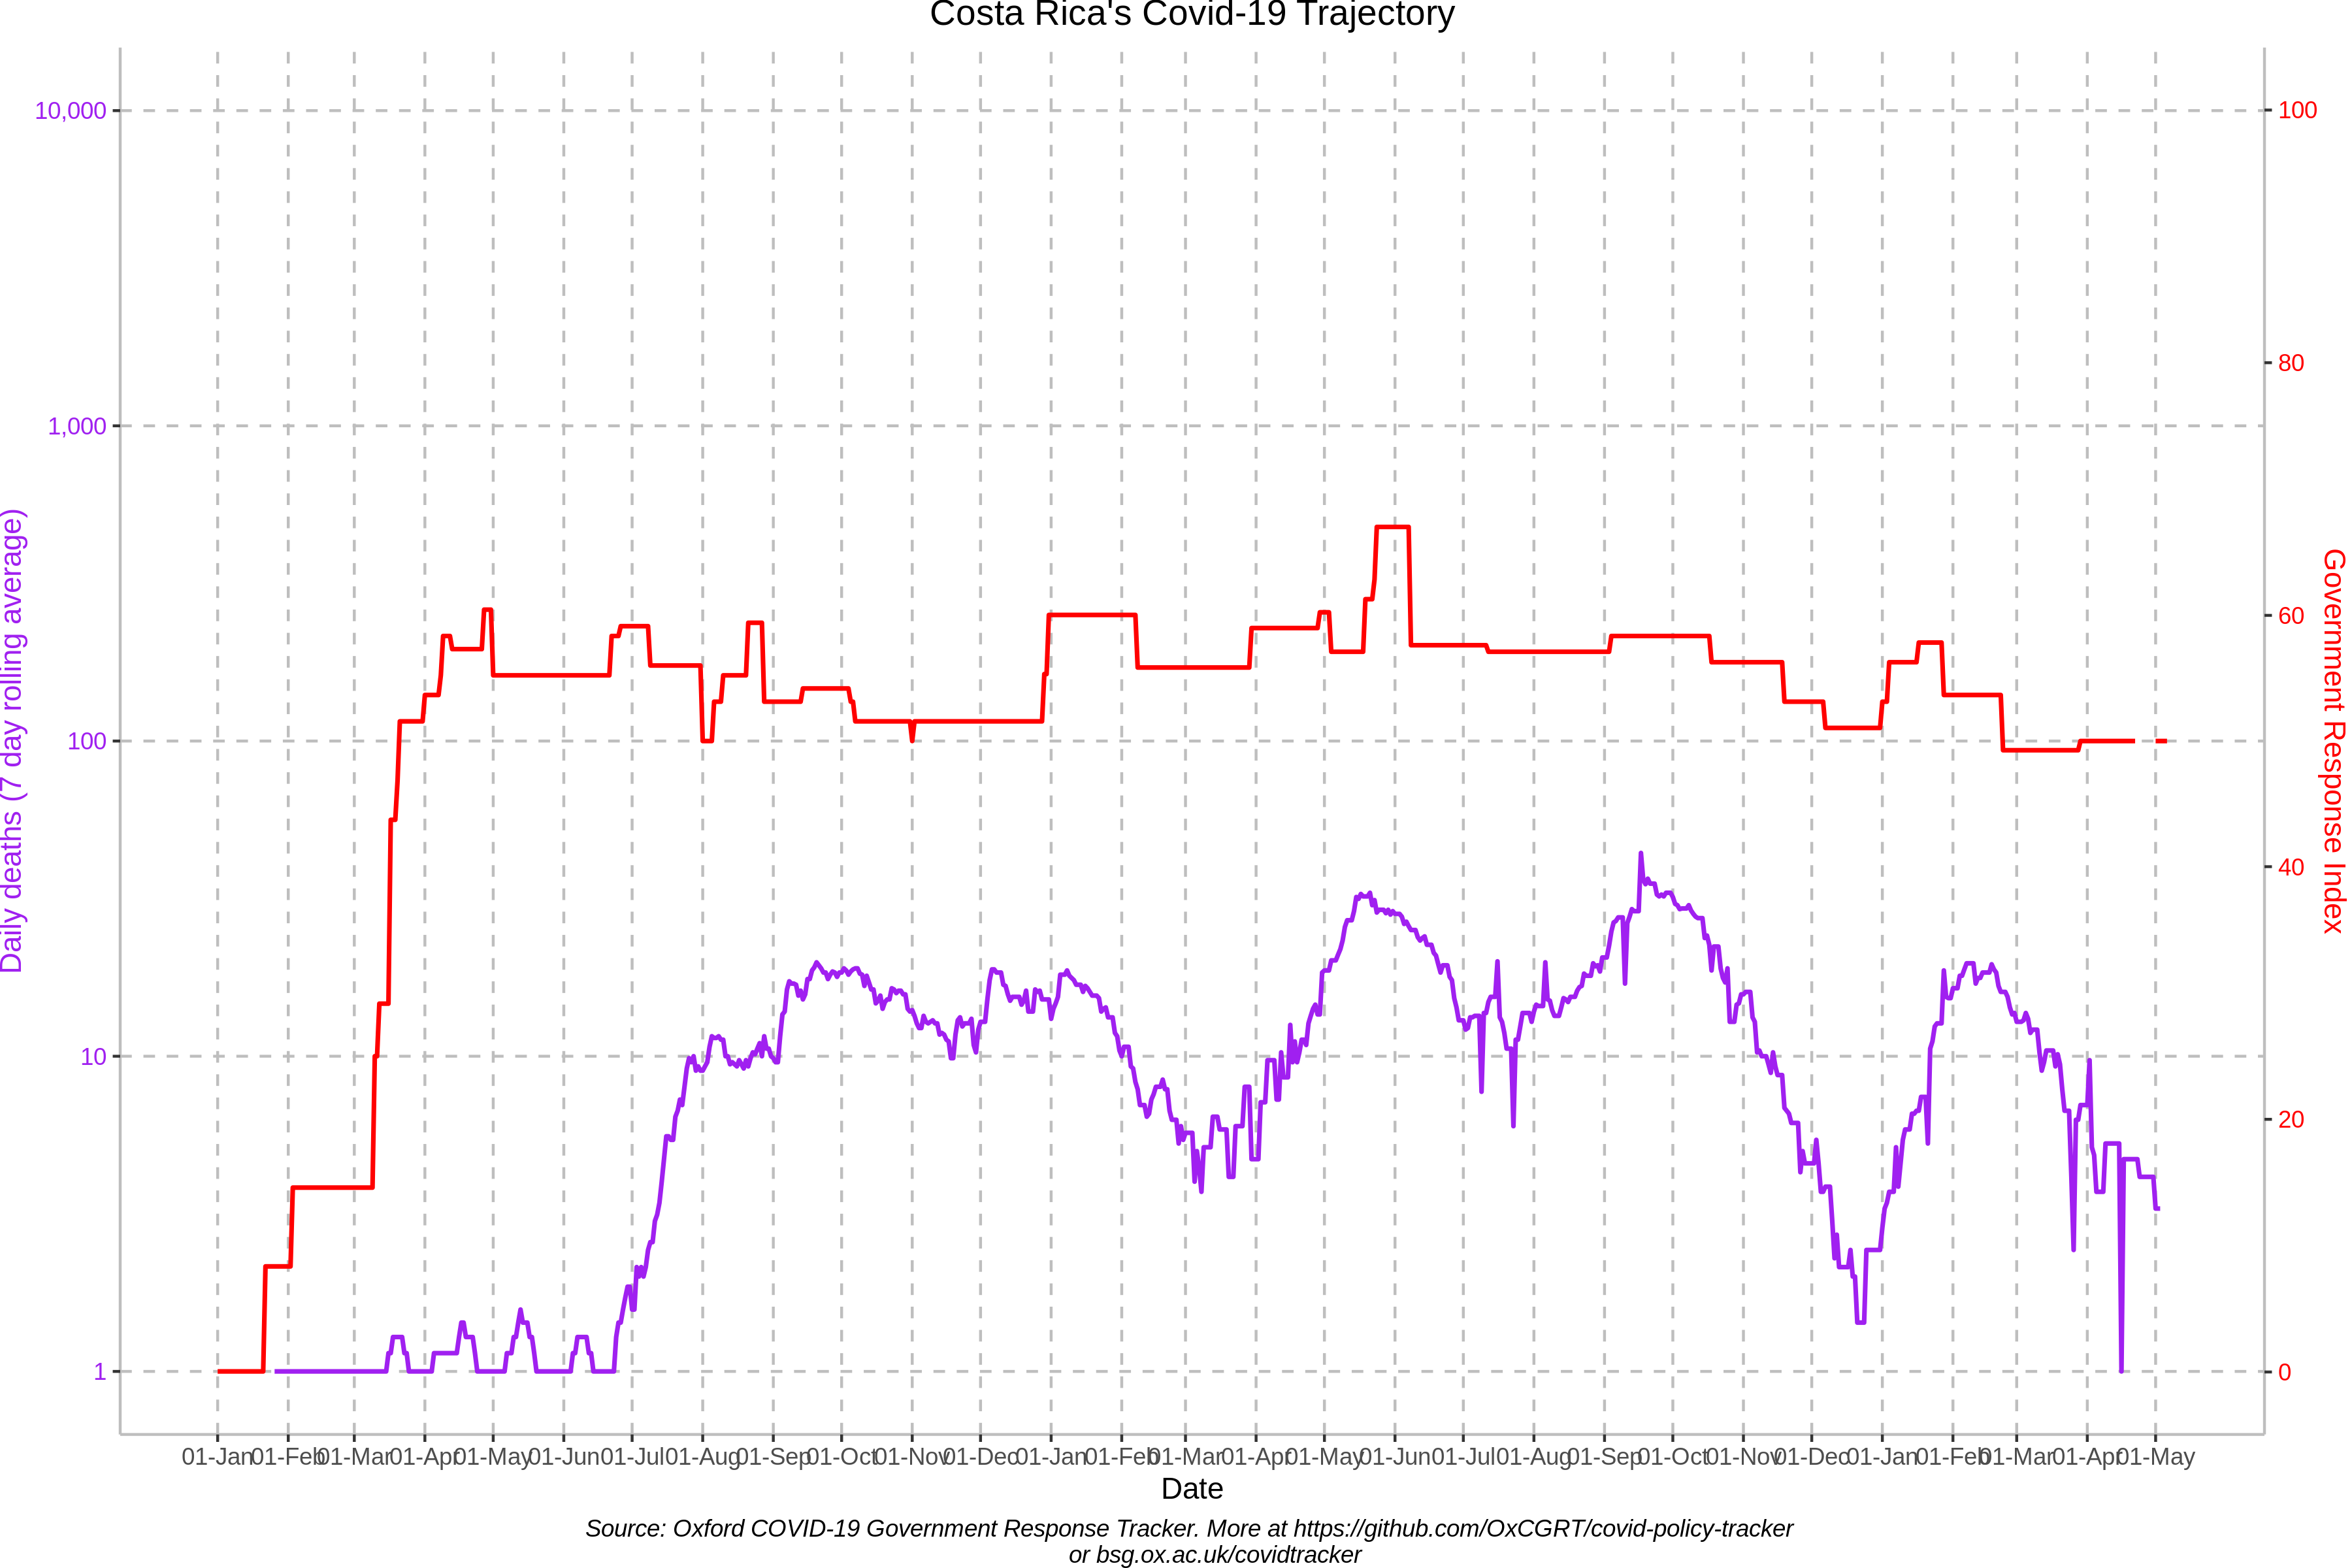 Costa Rica's Covid-19 Trajectory
10,000
1,000
100
10
1
Daily deaths (7 day rolling average)
100
80
60
40
20
0
Government Response Index
01-Jan 01-Feb 01-Mar 01-Apr 01-May 01-Jun 01-Jul 01-Aug 01-Sep 01-Oct 01-Nov 01-Dec 01-Jan 01-Feb 01-Mar 01-Apr 01-May 01-Jun 01-Jul 01-Aug 01-Sep 01-Oct 01-Nov 01-Dec 01-Jan 01-Feb 01-Mar 01-Apr 01-May
Date
Source: Oxford COVID-19 Government Response Tracker. More at https://github.com/OxCGRT/covid-policy-tracker
or bsg.ox.ac.uk/covidtracker